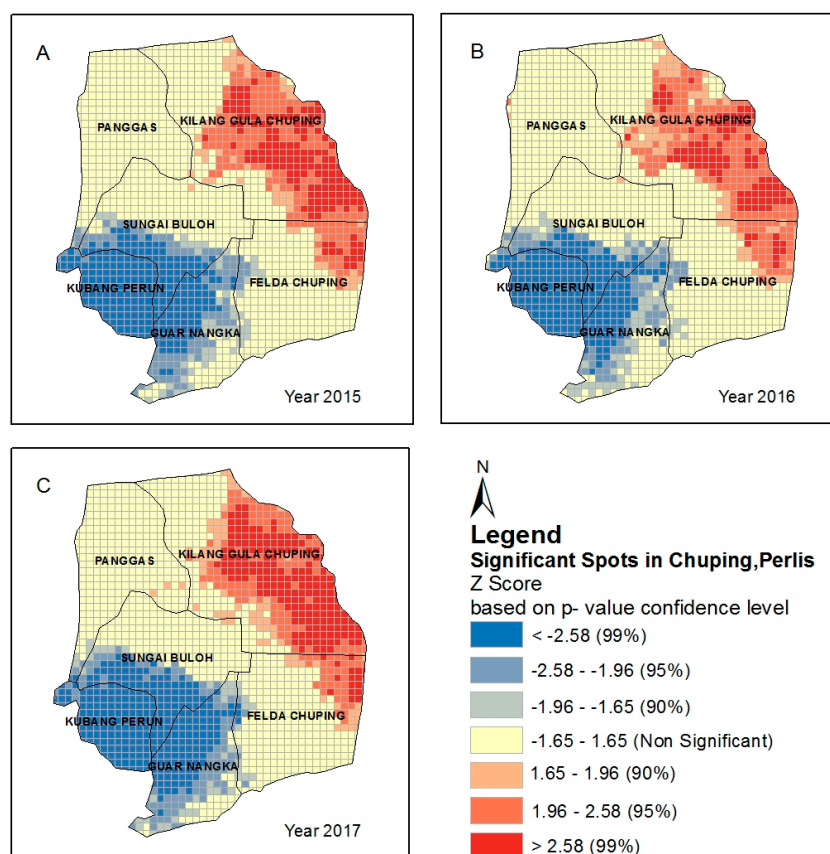 A
PANGGAS
KILANG GULA CHUPING
SUNGAI BULOH
KUBANG PERUN
FELDA CHUPING
GUAR NANGKA
Year 2015
B
PANGGAS
KILANG GULA CHUPING
SUNGAI BULOH
KUBANG PERUN
FELDA CHUPING
GUAR NANGKA
Year 2016
C
PANGGAS
KILANG GULA CHUPING
SUNGAI BULOH
KUBANG PERUN
FELDA CHUPING
GUAR NANGKA
Year 2017
N
Legend
Significant Spots in Chuping,Perlis
Z Score
based on p- value confidence level
< -2.58 (99%)
-2.58 - -1.96 (95%)
-1.96 - -1.65 (90%)
-1.65 - 1.65 (Non Significant)
1.65 - 1.96 (90%)
1.96 - 2.58 (95%)
> 2.58 (99%)